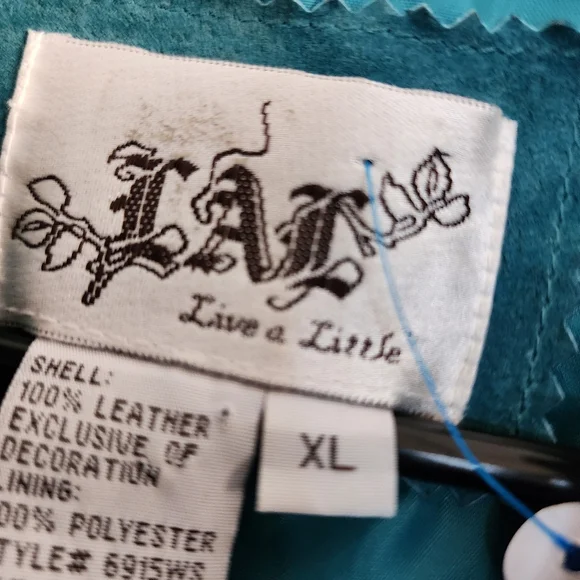 LAL
Live a Little
SHELL:
100% LEATHER
EXCLUSIVE OF
DECORATION
LINING:
00% POLYESTER
TYLE# 6915WS
XL